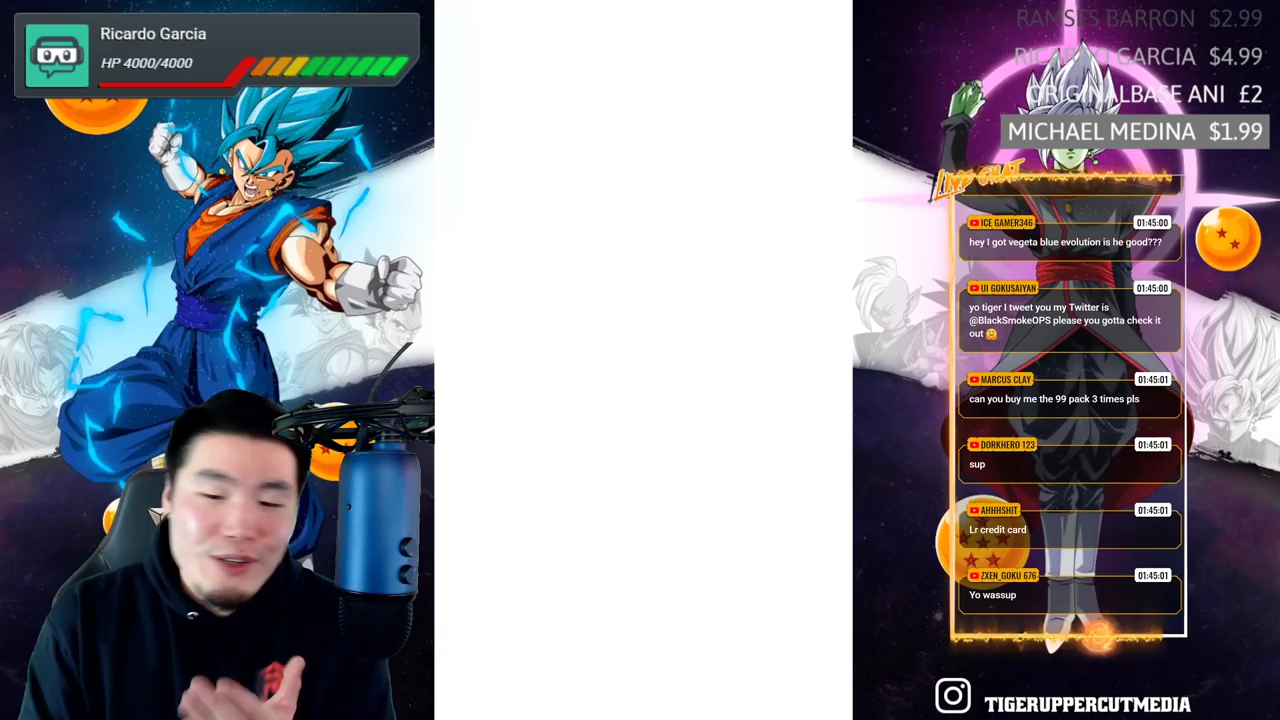 Ricardo Garcia
HP 4000/4000
RAMSES BARRON $2.99
RICARDO GARCIA $4.99
ORIGINALBASE ANI £2
MICHAEL MEDINA $1.99
LIVE CHAT
ICE GAMER346 01:45:00
hey I got vegeta blue evolution is he good???
UI GOKUSAIYAN 01:45:00
yo tiger I tweet you my Twitter is
@BlackSmokeOPS please you gotta check it
out 🤗
MARCUS CLAY 01:45:01
can you buy me the 99 pack 3 times pls
DORKHERO 123 01:45:01
sup
AHHHSHIT 01:45:01
Lr credit card
ZXEN_GOKU 676 01:45:01
Yo wassup
TIGERUPPERCUTMEDIA